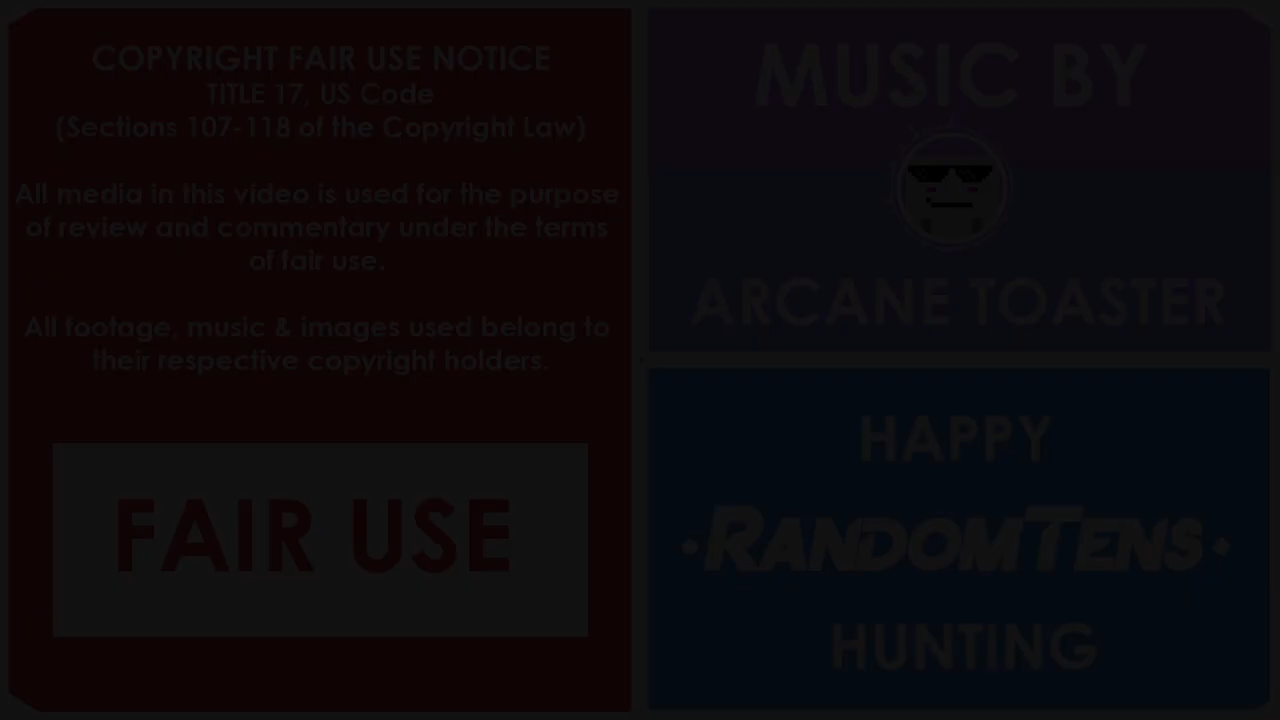 COPYRIGHT FAIR USE NOTICE
TITLE 17, US Code
(Sections 107-118 of the Copyright Law)
All media in this video is used for the purpose
of review and commentary under the terms
of fair use.
All footage, music & images used belong to
their respective copyright holders.
FAIR USE
MUSIC BY
ARCANE TOASTER
HAPPY
•RANDOMTENS•
HUNTING